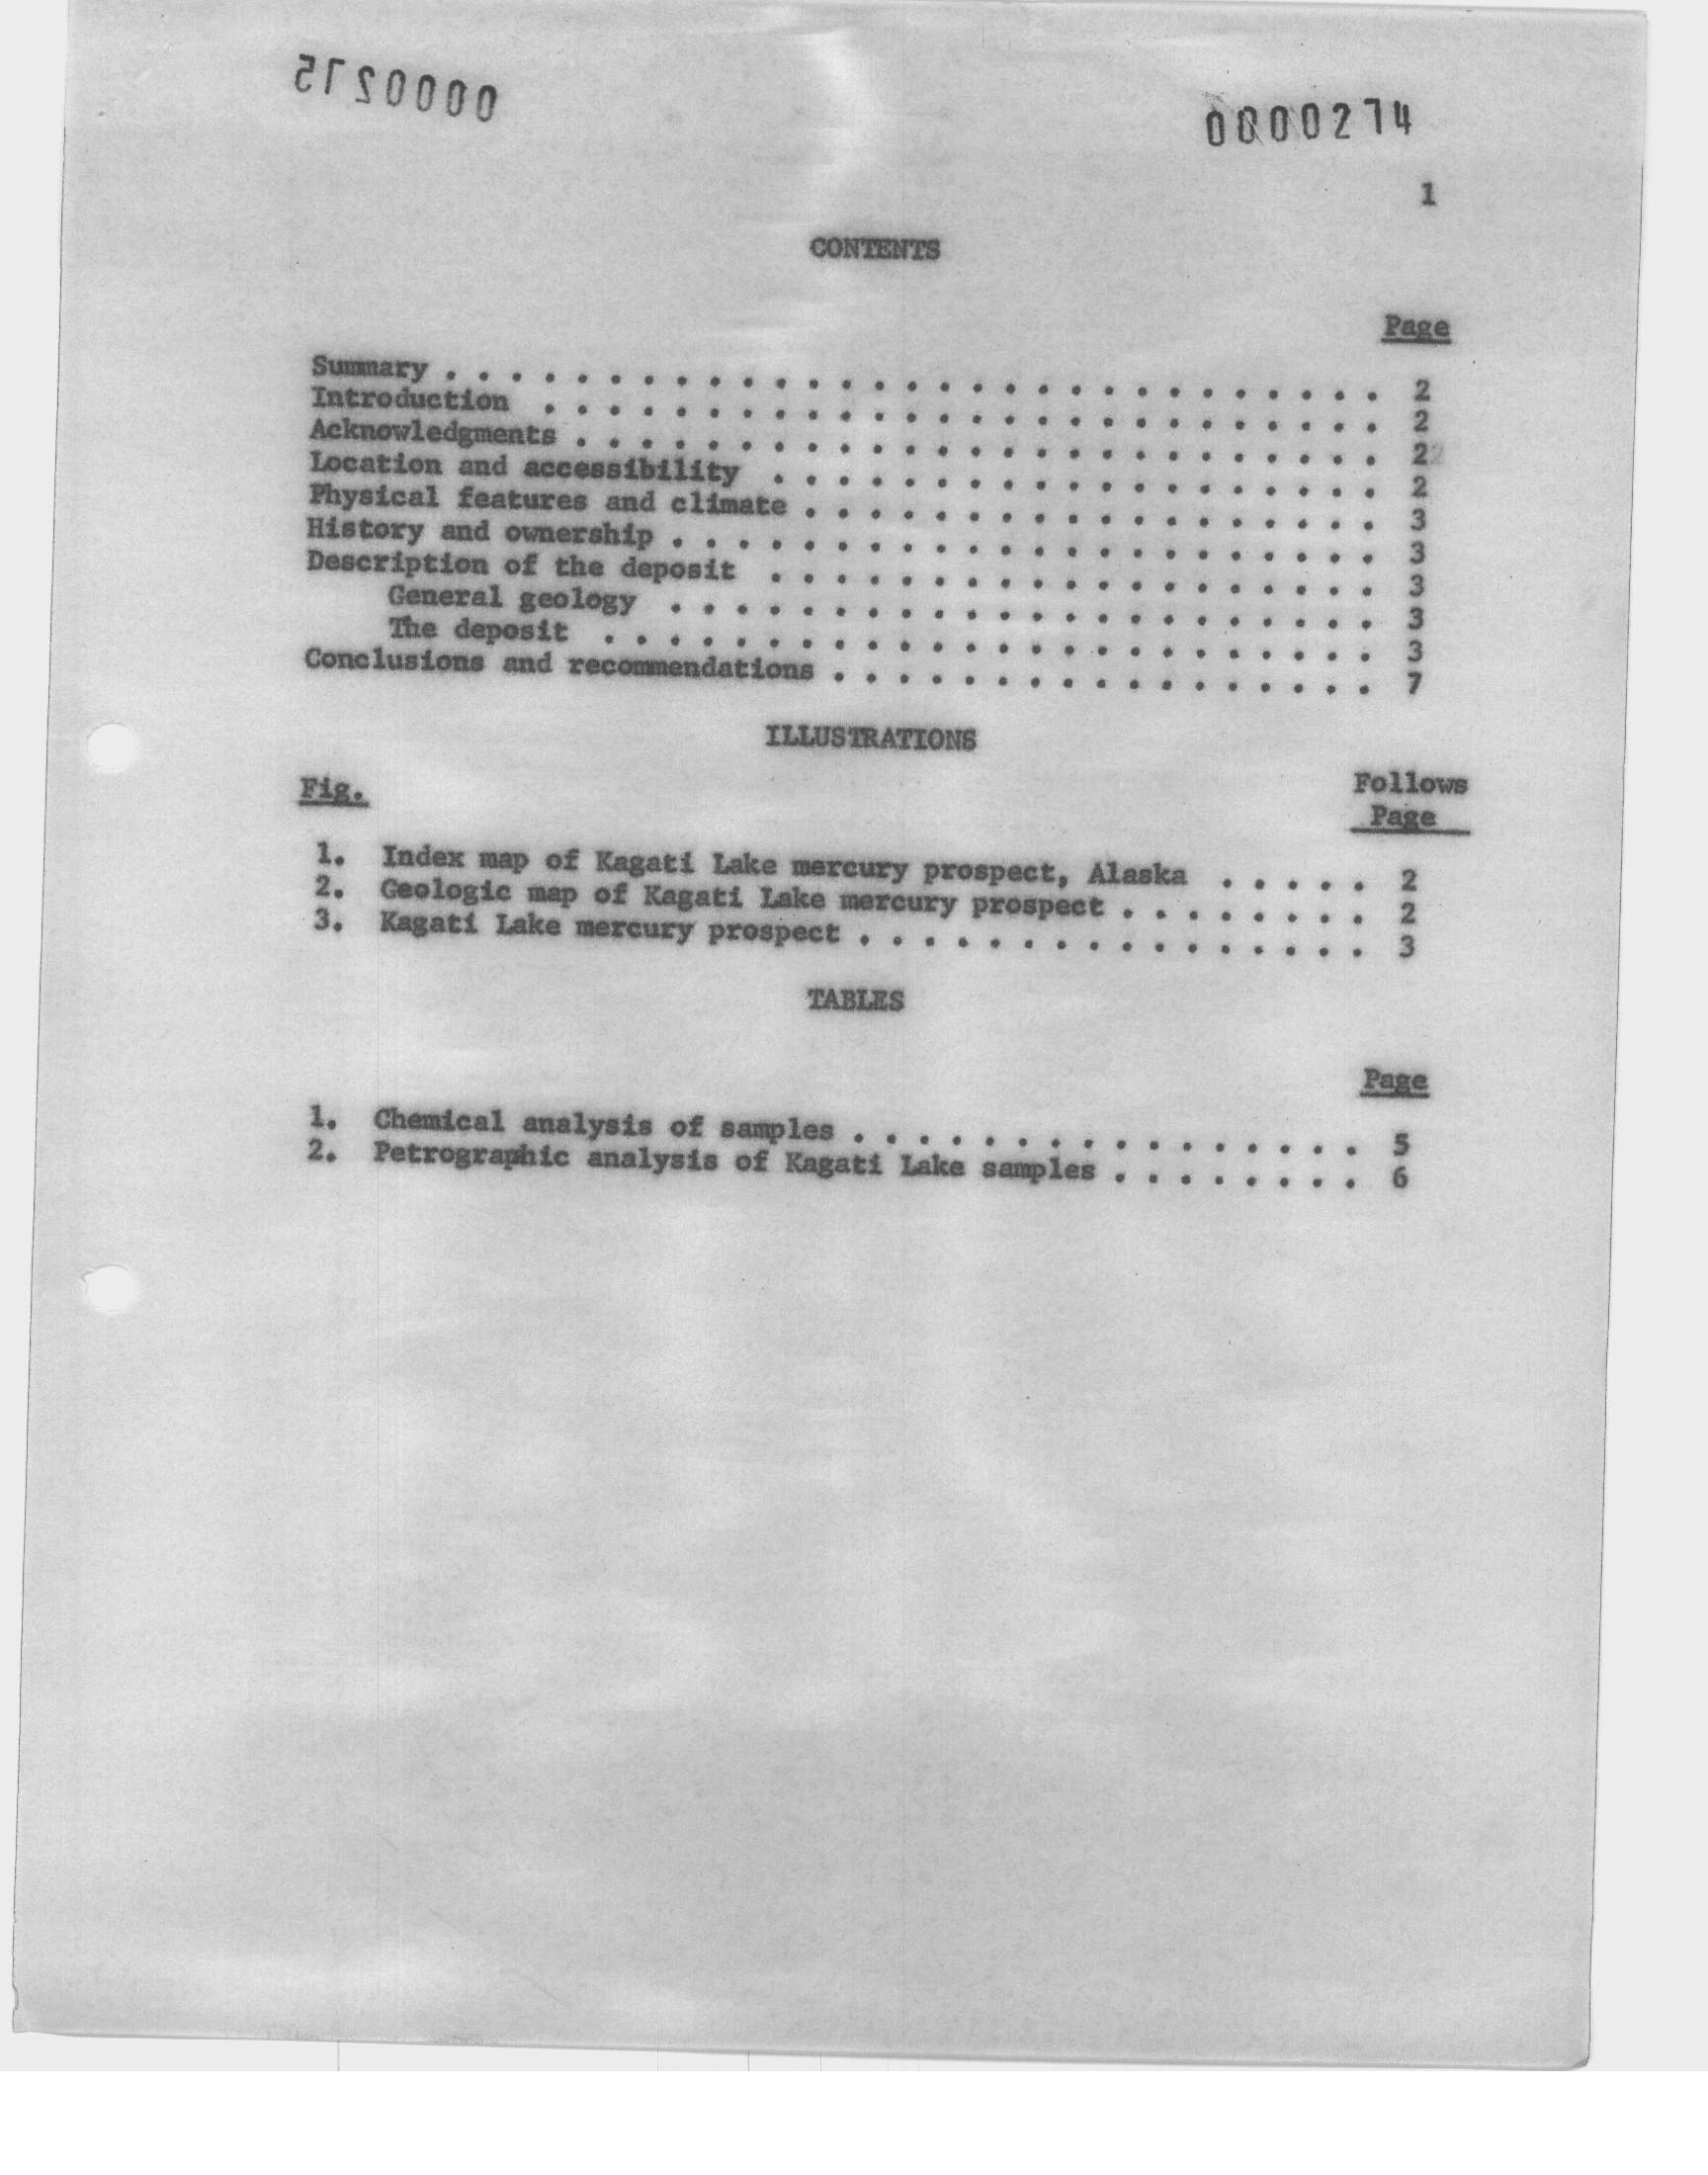 0000275
0000274
1
CONTENTS
Page
Summary . . . . . . . . . . . . . . . . . . . . . . . . . . . . . 2
Introduction . . . . . . . . . . . . . . . . . . . . . . . . . . 2
Acknowledgments . . . . . . . . . . . . . . . . . . . . . . . . . 2
Location and accessibility . . . . . . . . . . . . . . . . . . . 2
Physical features and climate . . . . . . . . . . . . . . . . . . 3
History and ownership . . . . . . . . . . . . . . . . . . . . . . 3
Description of the deposit . . . . . . . . . . . . . . . . . . . 3
General geology . . . . . . . . . . . . . . . . . . . . . . 3
The deposit . . . . . . . . . . . . . . . . . . . . . . . . 3
Conclusions and recommendations . . . . . . . . . . . . . . . . . 7
ILLUSTRATIONS
Fig. Follows
Page
1. Index map of Kagati Lake mercury prospect, Alaska . . . . . 2
2. Geologic map of Kagati Lake mercury prospect . . . . . . . . 2
3. Kagati Lake mercury prospect . . . . . . . . . . . . . . . . 3
TABLES
Page
1. Chemical analysis of samples . . . . . . . . . . . . . . . . 5
2. Petrographic analysis of Kagati Lake samples . . . . . . . . 6